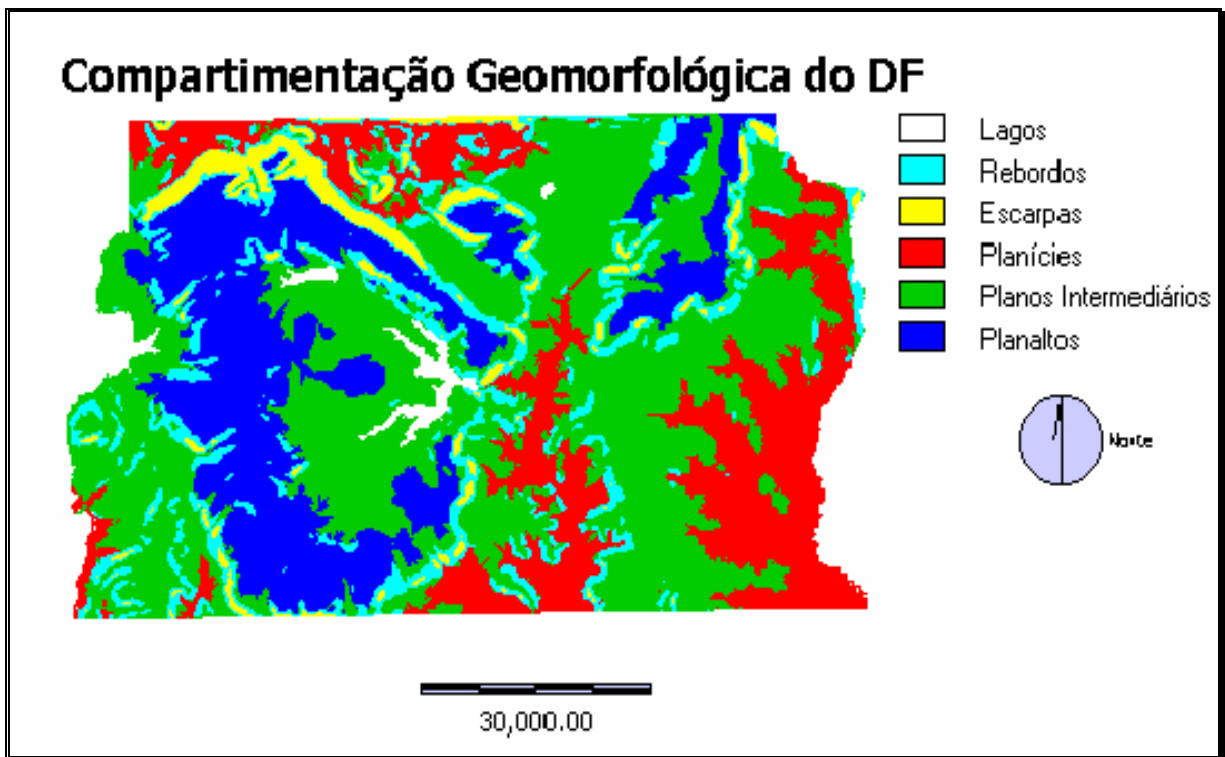 Compartimentação Geomorfológica do DF
Lagos
Rebordos
Escarpas
Planícies
Planos Intermediários
Planaltos
Norte
30,000.00